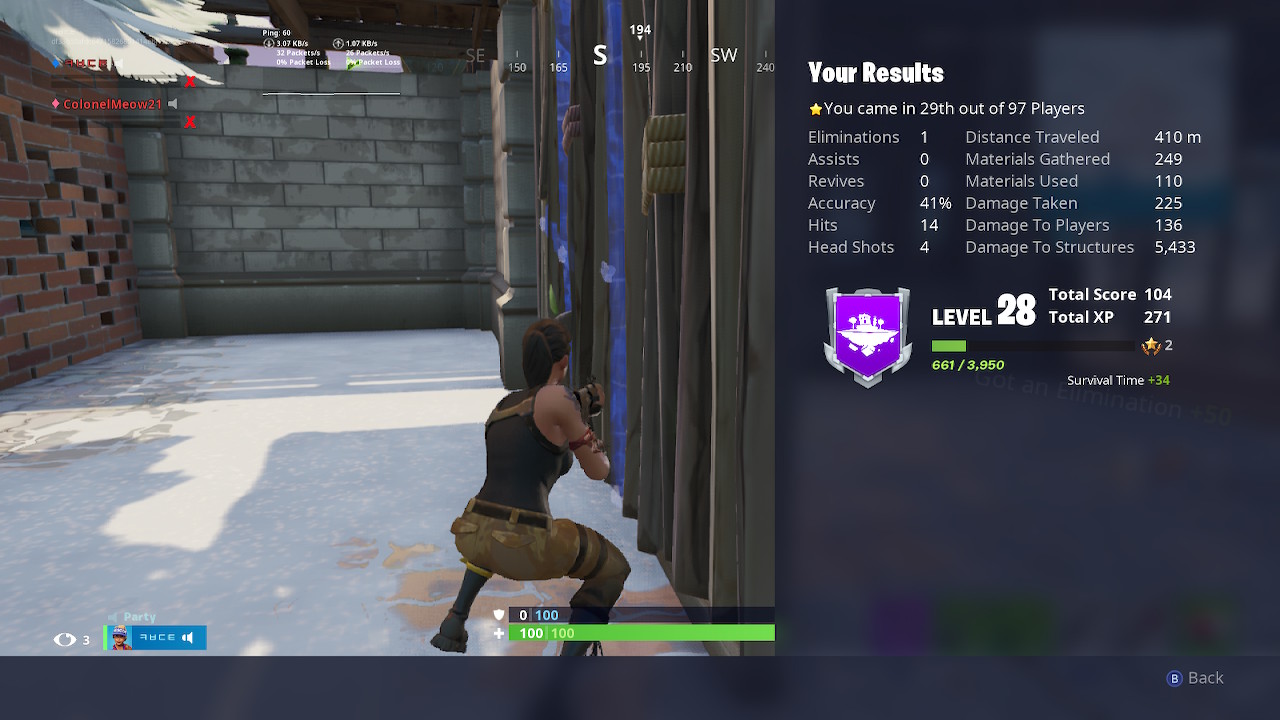 Ping: 60
3.07 KB/s 1.07 KB/s
32 Packets/s 26 Packets/s
0% Packet Loss 0% Packet Loss
ColonelMeow21
194
SE S SW
150 165 195 210 240
Your Results
You came in 29th out of 97 Players
Eliminations 1 Distance Traveled 410 m
Assists 0 Materials Gathered 249
Revives 0 Materials Used 110
Accuracy 41% Damage Taken 225
Hits 14 Damage To Players 136
Head Shots 4 Damage To Structures 5,433
LEVEL 28
Total Score 104
Total XP 271
2
661 / 3,950
Survival Time +34
Got an Elimination +50
Party
3
0 | 100
100 | 100
B Back